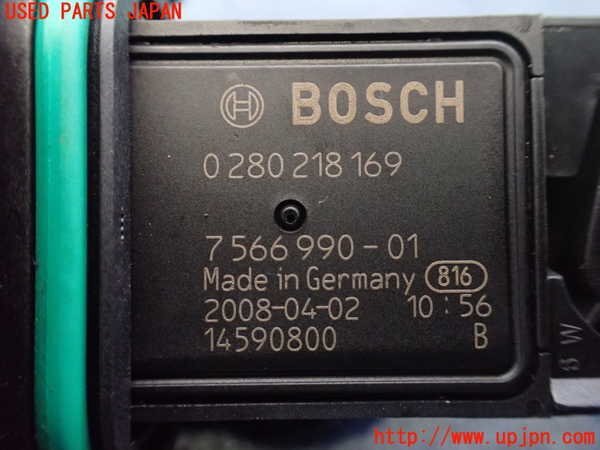 USED PARTS JAPAN
BOSCH
0 280 218 169
7 566 990 - 01
Made in Germany 816
2008-04-02 10:56
14590800 B
http://www.upjpn.com